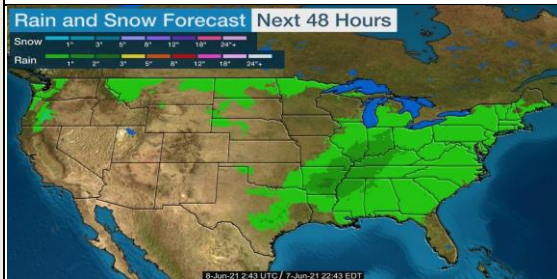 Rain and Snow Forecast Next 48 Hours
Snow
1" 3" 5" 8" 12" 18" 24"+
Rain
1" 2" 3" 5" 8" 12" 18" 24"+
8-Jun-21 2:43 UTC / 7-Jun-21 22:43 EDT